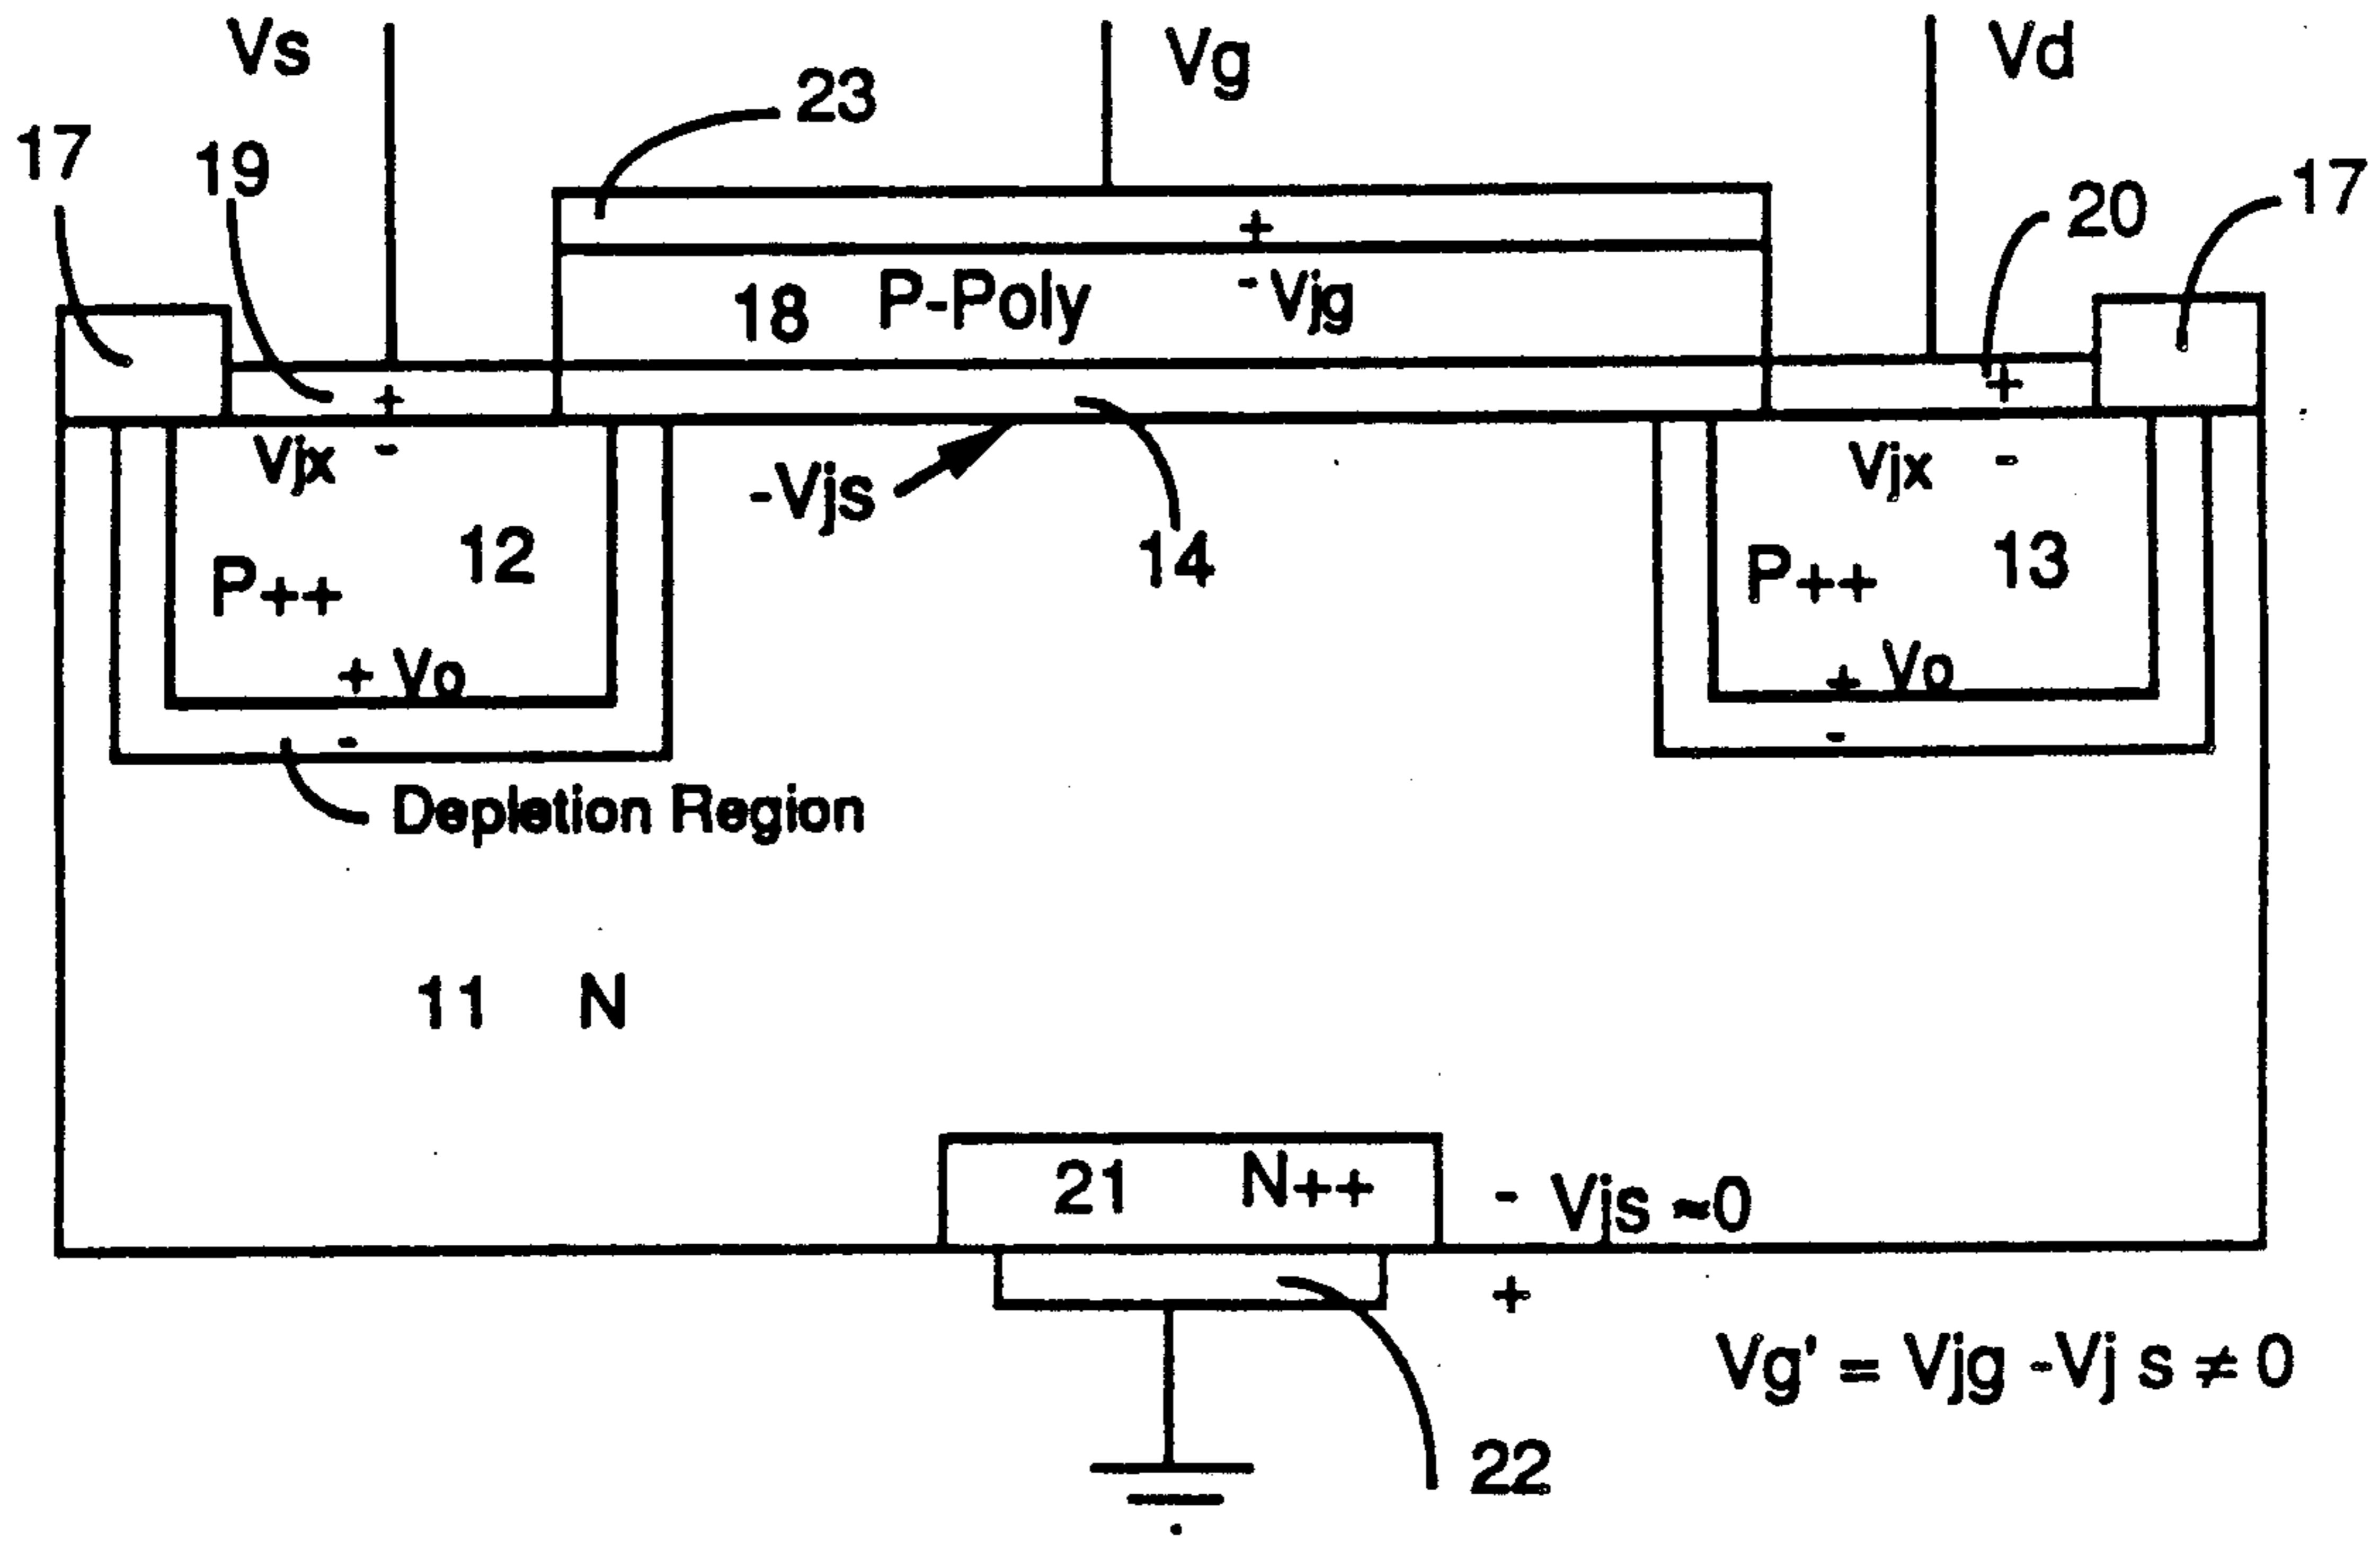 Vs
Vg
Vd
23
17
19
20
17
+
18 P-Poly - Vjg
+
+
Vjx -
-Vjs
14
Vjx -
P++ 12
P++ 13
+ Vo
-
+ Vo
-
Depletion Region
11 N
21 N++
- Vjs ≈0
+
Vg' = Vjg -Vj s ≠ 0
22